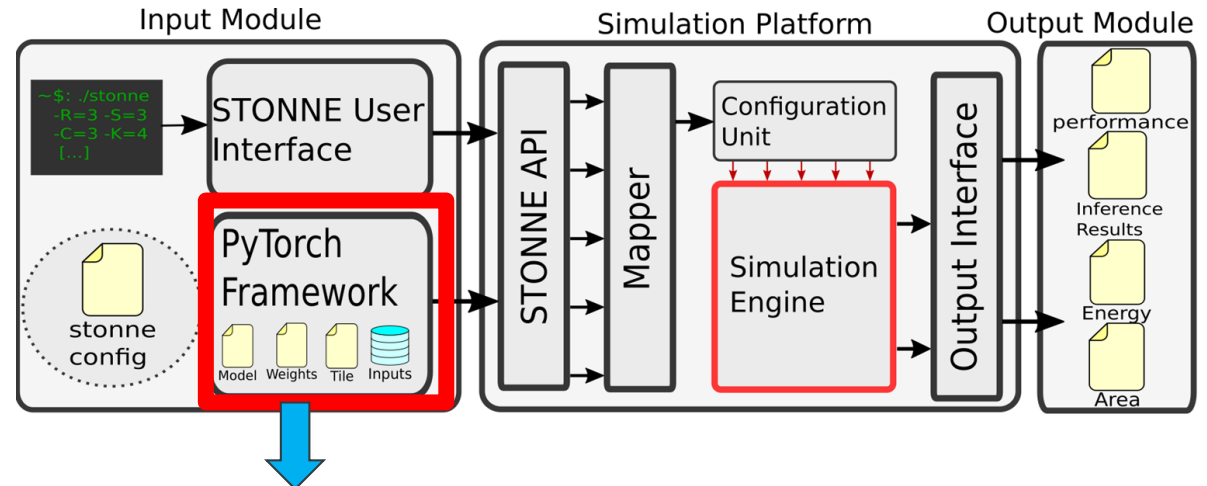 Input Module
Simulation Platform
Output Module
~$: ./stonne
-R=3 -S=3
-C=3 -K=4
[...]
STONNE User
Interface
PyTorch
Framework
Model
Weights
Tile
Inputs
stonne
config
STONNE API
Mapper
Configuration
Unit
Simulation
Engine
Output Interface
performance
Inference
Results
Energy
Area